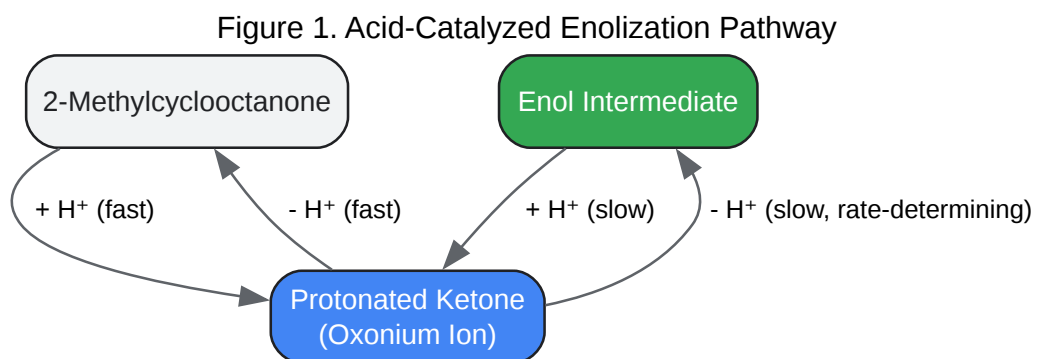 Figure 1. Acid-Catalyzed Enolization Pathway
2-Methylcyclooctanone
Enol Intermediate
+ H⁺ (fast)
- H⁺ (fast)
+ H⁺ (slow)
- H⁺ (slow, rate-determining)
Protonated Ketone
(Oxonium Ion)